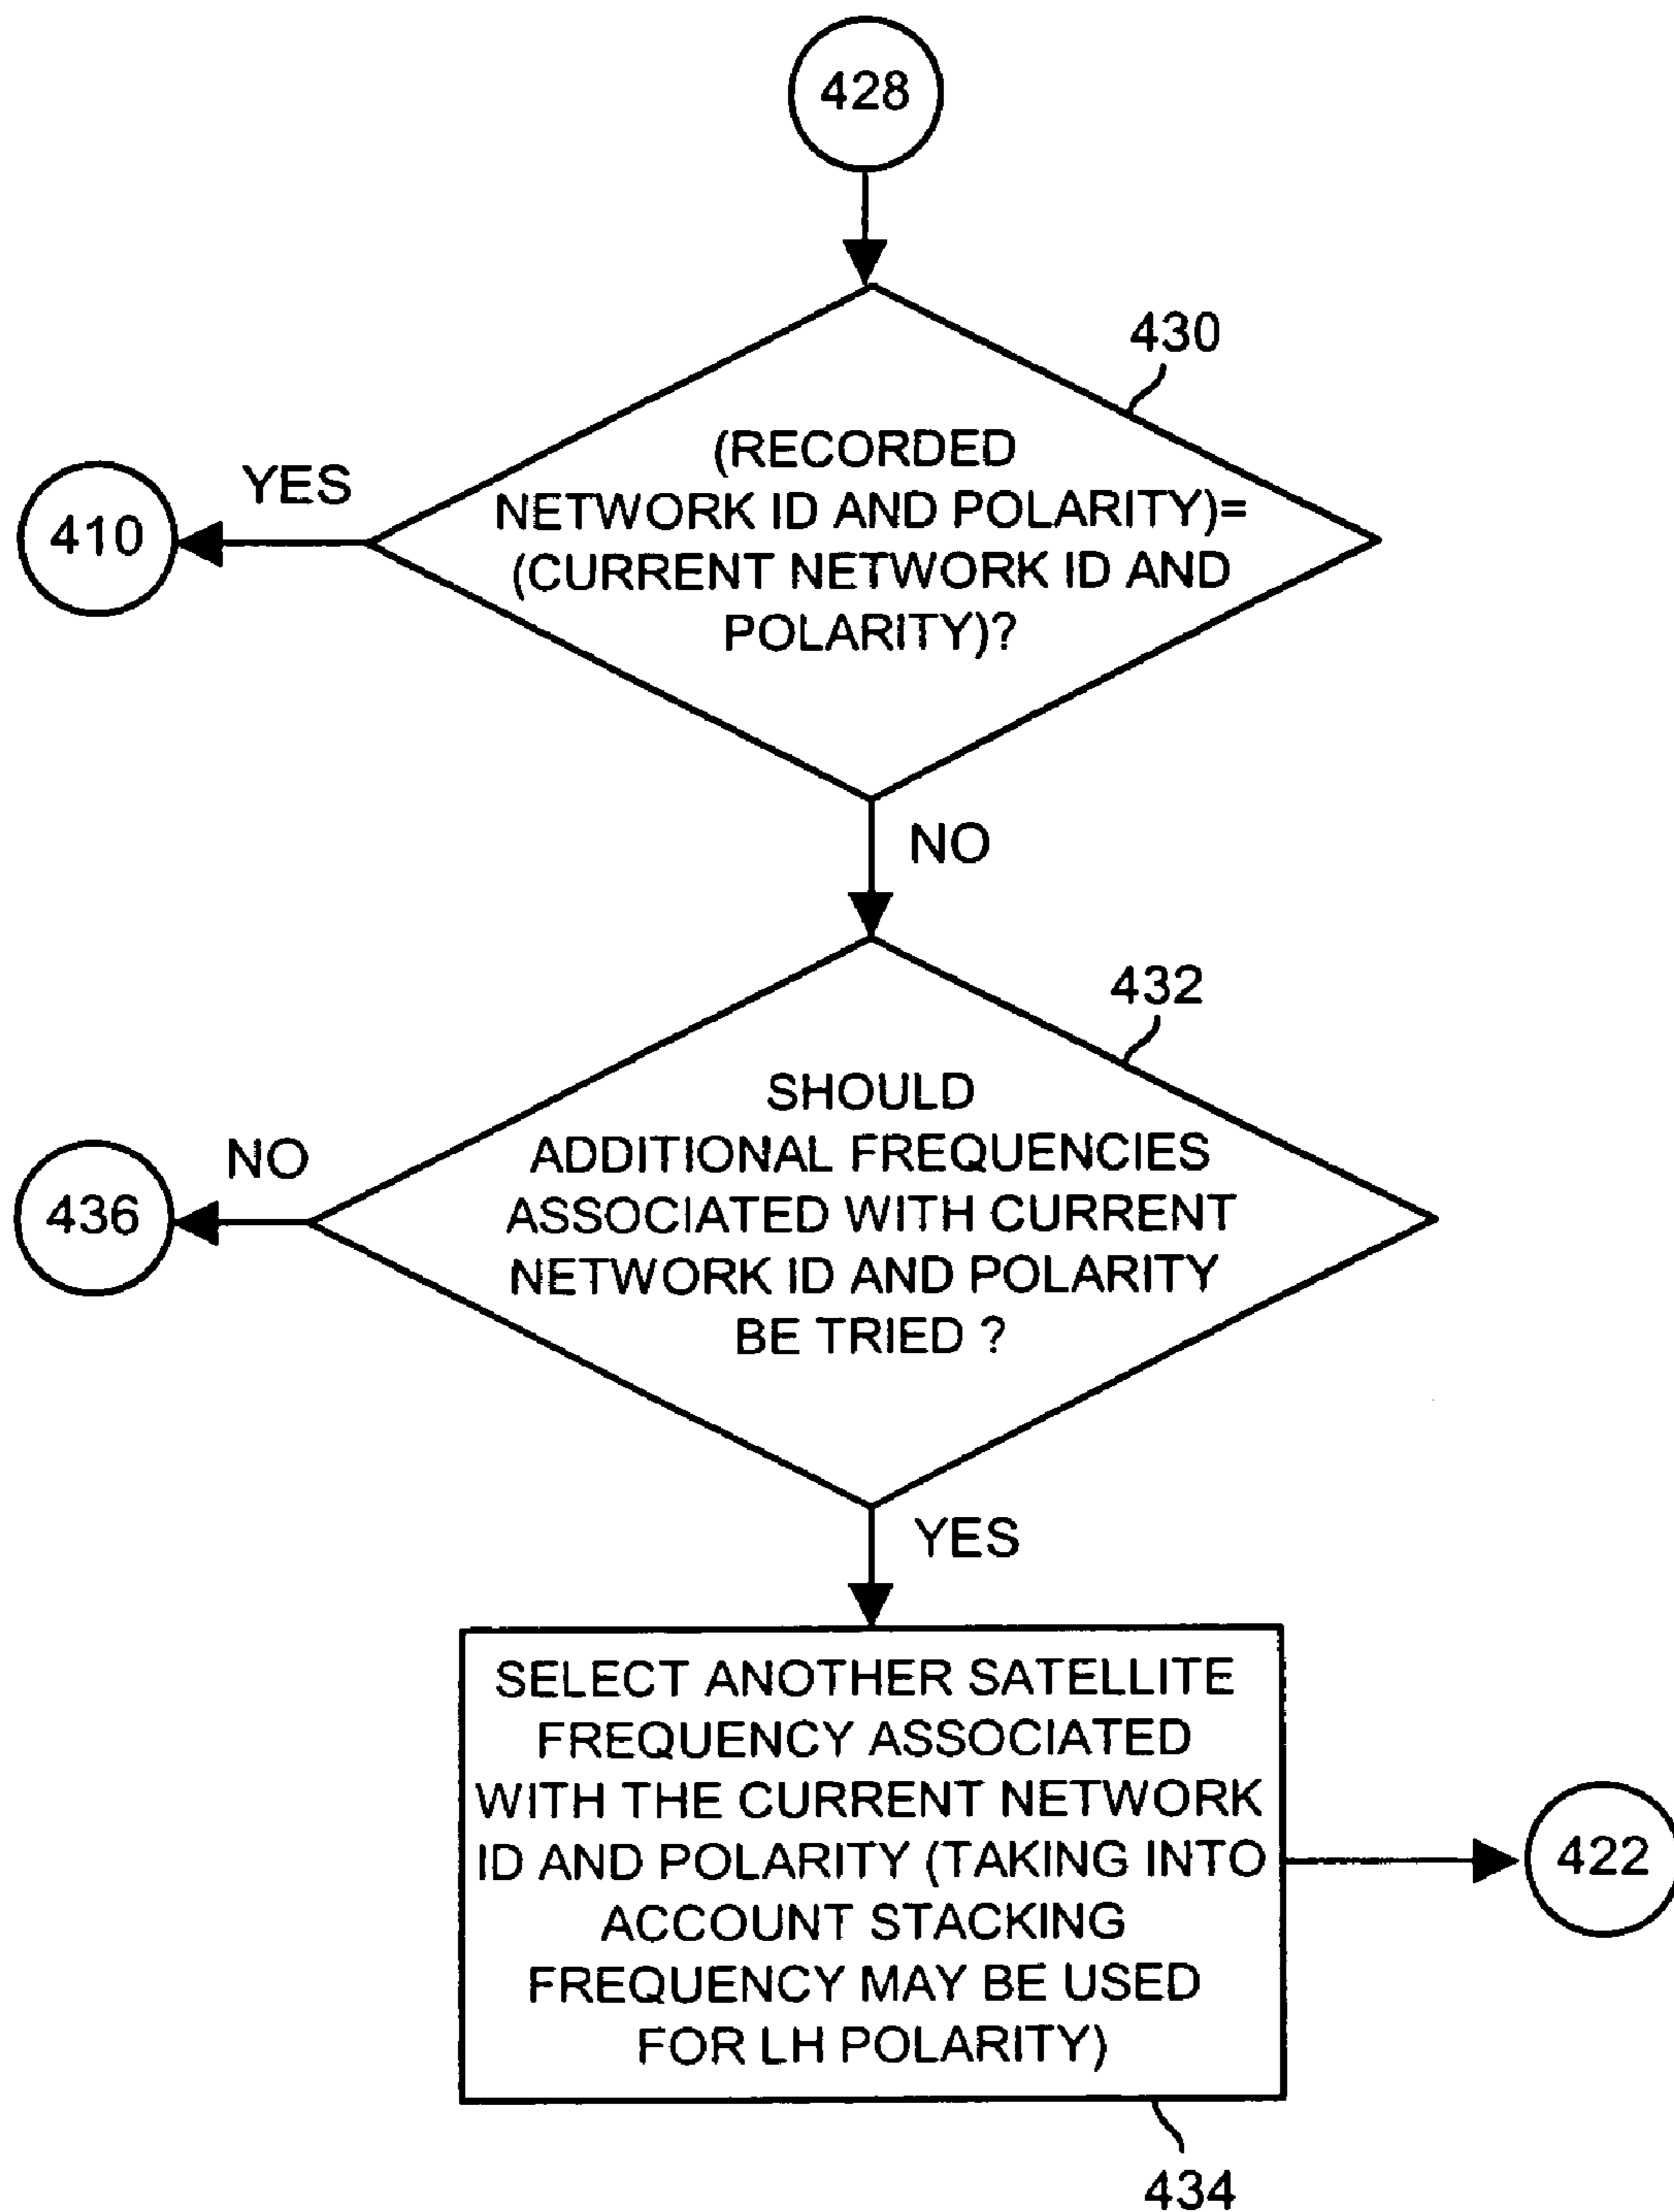 428
430
(RECORDED
NETWORK ID AND POLARITY)=
(CURRENT NETWORK ID AND
POLARITY)?
YES
410
NO
432
SHOULD
ADDITIONAL FREQUENCIES
ASSOCIATED WITH CURRENT
NETWORK ID AND POLARITY
BE TRIED ?
NO
436
YES
SELECT ANOTHER SATELLITE
FREQUENCY ASSOCIATED
WITH THE CURRENT NETWORK
ID AND POLARITY (TAKING INTO
ACCOUNT STACKING
FREQUENCY MAY BE USED
FOR LH POLARITY)
422
434